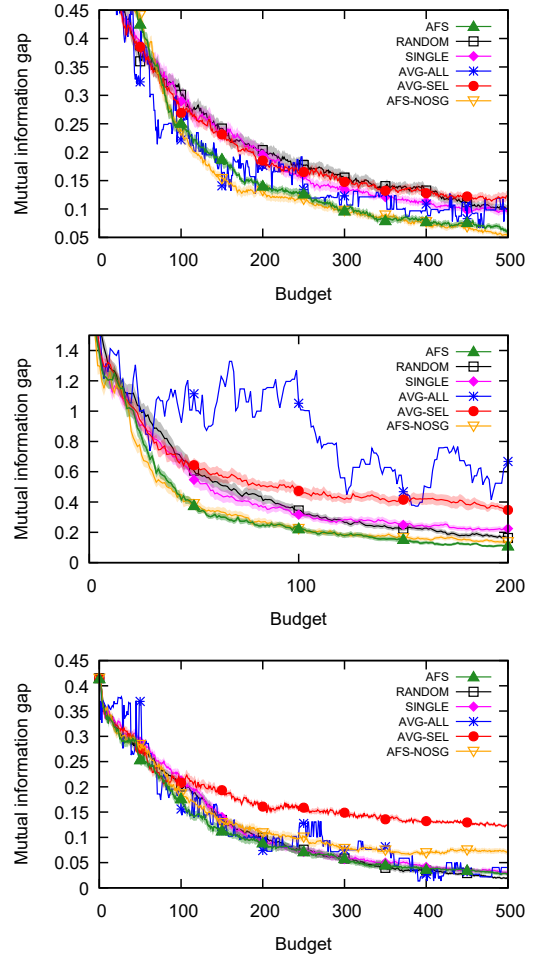 Mutual information gap
0.45
0.4
0.35
0.3
0.25
0.2
0.15
0.1
0.05
AFS
RANDOM
SINGLE
AVG-ALL
AVG-SEL
AFS-NOSG
0 100 200 300 400 500
Budget
Mutual information gap
1.4
1.2
1
0.8
0.6
0.4
0.2
0
AFS
RANDOM
SINGLE
AVG-ALL
AVG-SEL
AFS-NOSG
0 100 200
Budget
Mutual information gap
0.45
0.4
0.35
0.3
0.25
0.2
0.15
0.1
0.05
0
AFS
RANDOM
SINGLE
AVG-ALL
AVG-SEL
AFS-NOSG
0 100 200 300 400 500
Budget